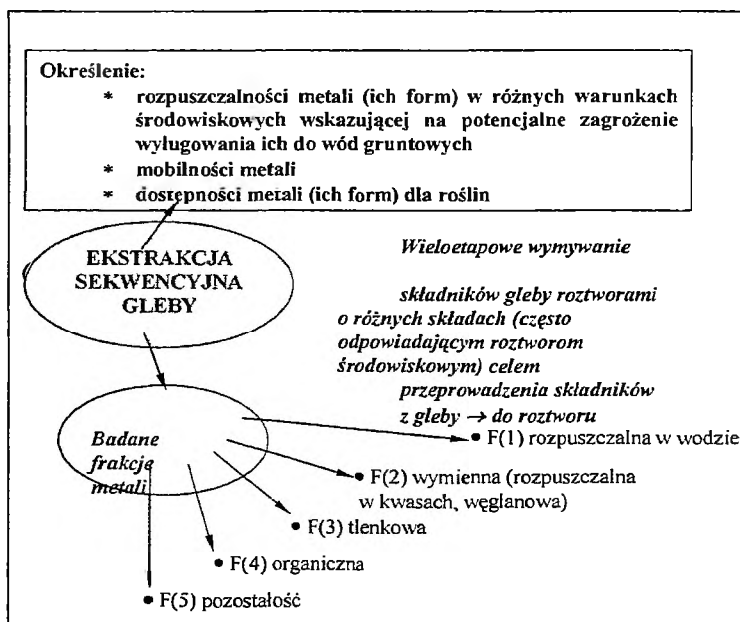 Określenie:
* rozpuszczalności metali (ich form) w różnych warunkach
środowiskowych wskazującej na potencjalne zagrożenie
wyługowania ich do wód gruntowych
* mobilności metali
* dostępności metali (ich form) dla roślin
EKSTRAKCJA
SEKWENCYJNA
GLEBY
Wieloetapowe wymywanie
składników gleby roztworami
o różnych składach (często
odpowiadającym roztworom
środowiskowym) celem
przeprowadzenia składników
z gleby → do roztworu
Badane
frakcje
metali
• F(1) rozpuszczalna w wodzie
• F(2) wymienna (rozpuszczalna
w kwasach, węglanowa)
• F(3) tlenkowa
• F(4) organiczna
• F(5) pozostałość